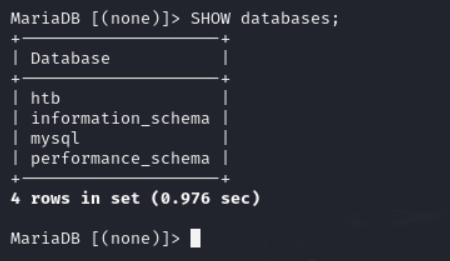 MariaDB [(none)]> SHOW databases;
+--------------------+
| Database           |
+--------------------+
| htb                |
| information_schema |
| mysql              |
| performance_schema |
+--------------------+
4 rows in set (0.976 sec)
MariaDB [(none)]>